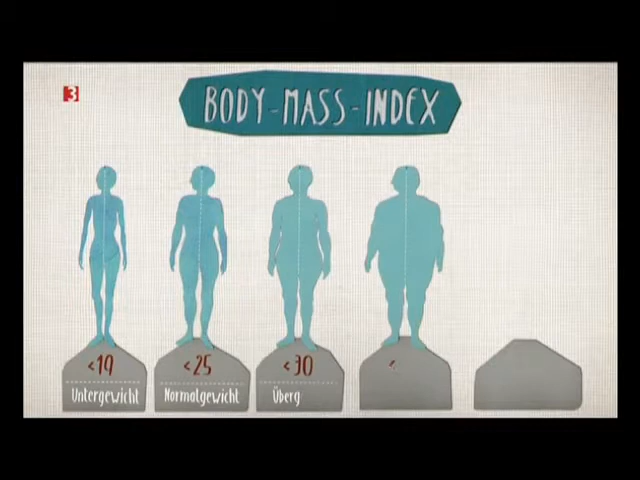 3
BODY-MASS-INDEX
<19
<25
<30
<
Untergewicht
Normalgewicht
Überg